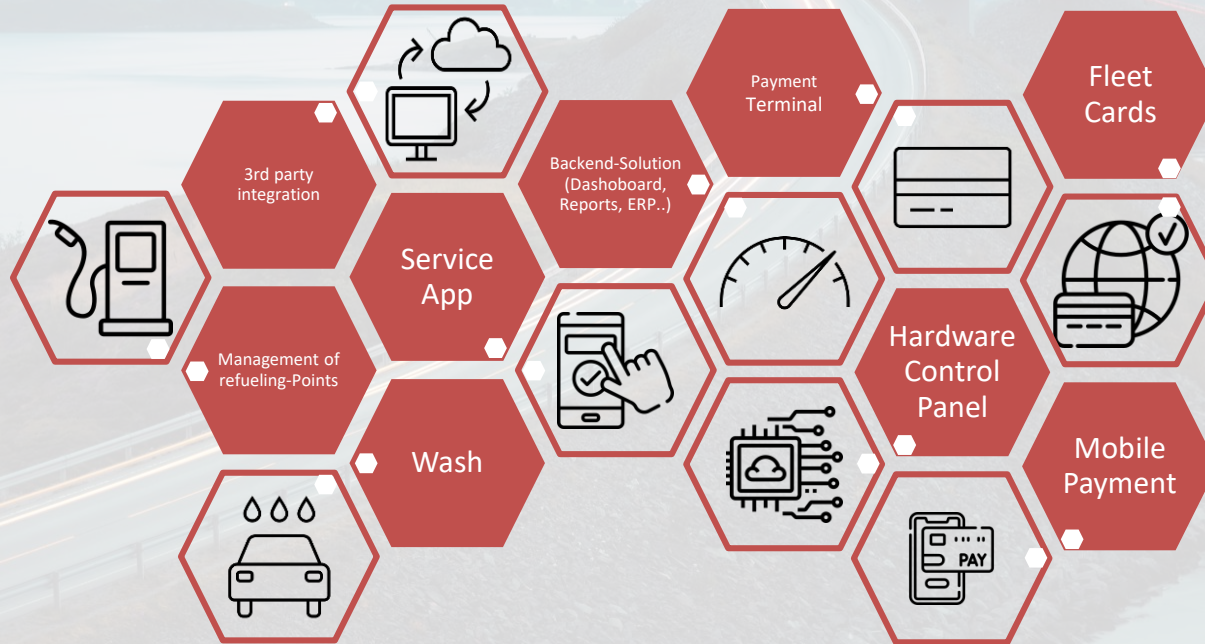 Payment
Terminal
Fleet
Cards
3rd party
integration
Backend-Solution
(Dashoboard,
Reports, ERP..)
Service
App
Management of
refueling-Points
Hardware
Control
Panel
Wash
Mobile
Payment
PAY